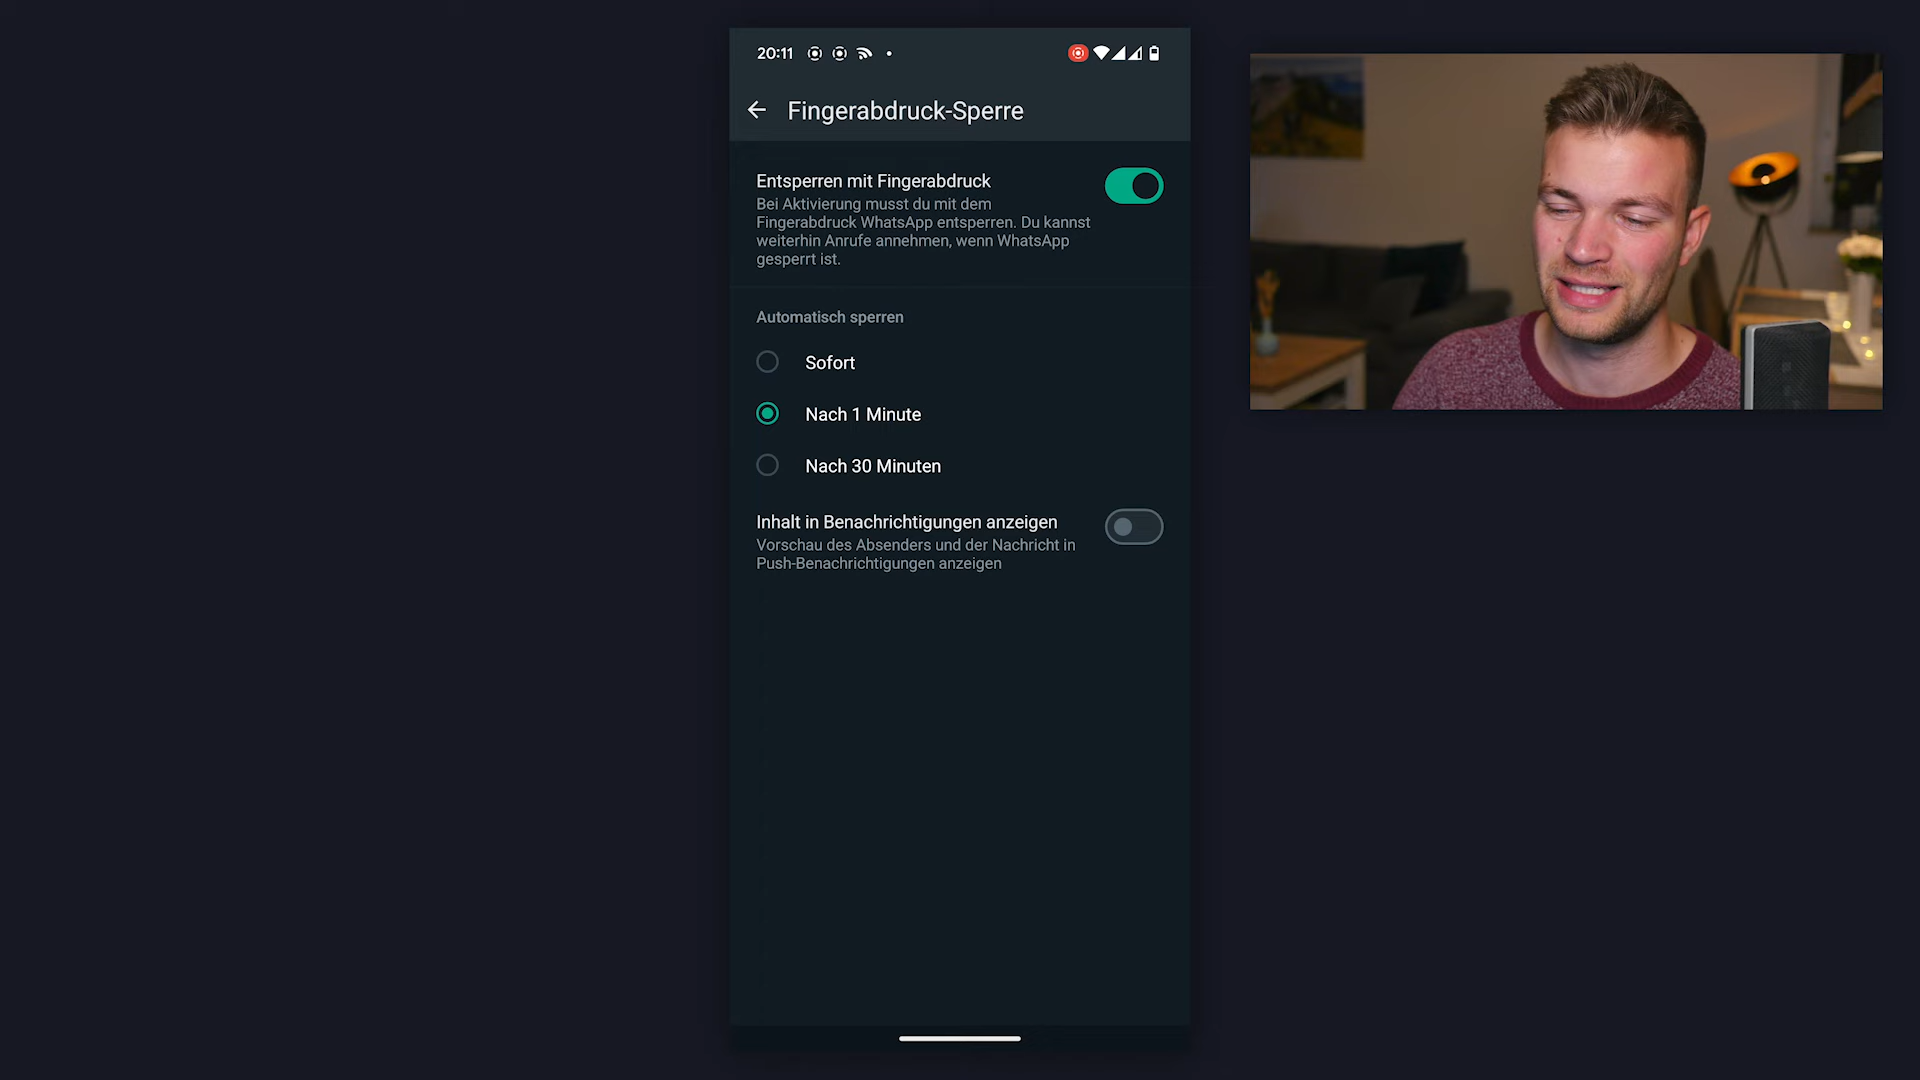 20:11
Fingerabdruck-Sperre
Entsperren mit Fingerabdruck
Bei Aktivierung musst du mit dem
Fingerabdruck WhatsApp entsperren. Du kannst
weiterhin Anrufe annehmen, wenn WhatsApp
gesperrt ist.
Automatisch sperren
Sofort
Nach 1 Minute
Nach 30 Minuten
Inhalt in Benachrichtigungen anzeigen
Vorschau des Absenders und der Nachricht in
Push-Benachrichtigungen anzeigen